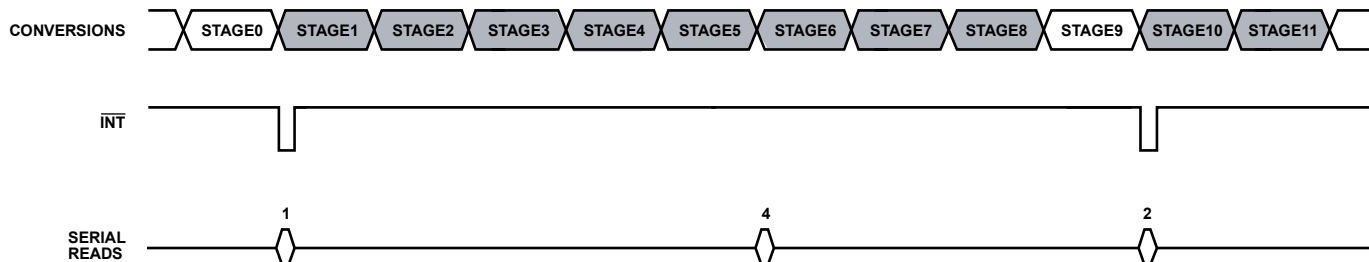 CONVERSIONS STAGE0 STAGE1 STAGE2 STAGE3 STAGE4 STAGE5 STAGE6 STAGE7 STAGE8 STAGE9 STAGE10 STAGE11
INT
1 4 2
SERIAL
READS